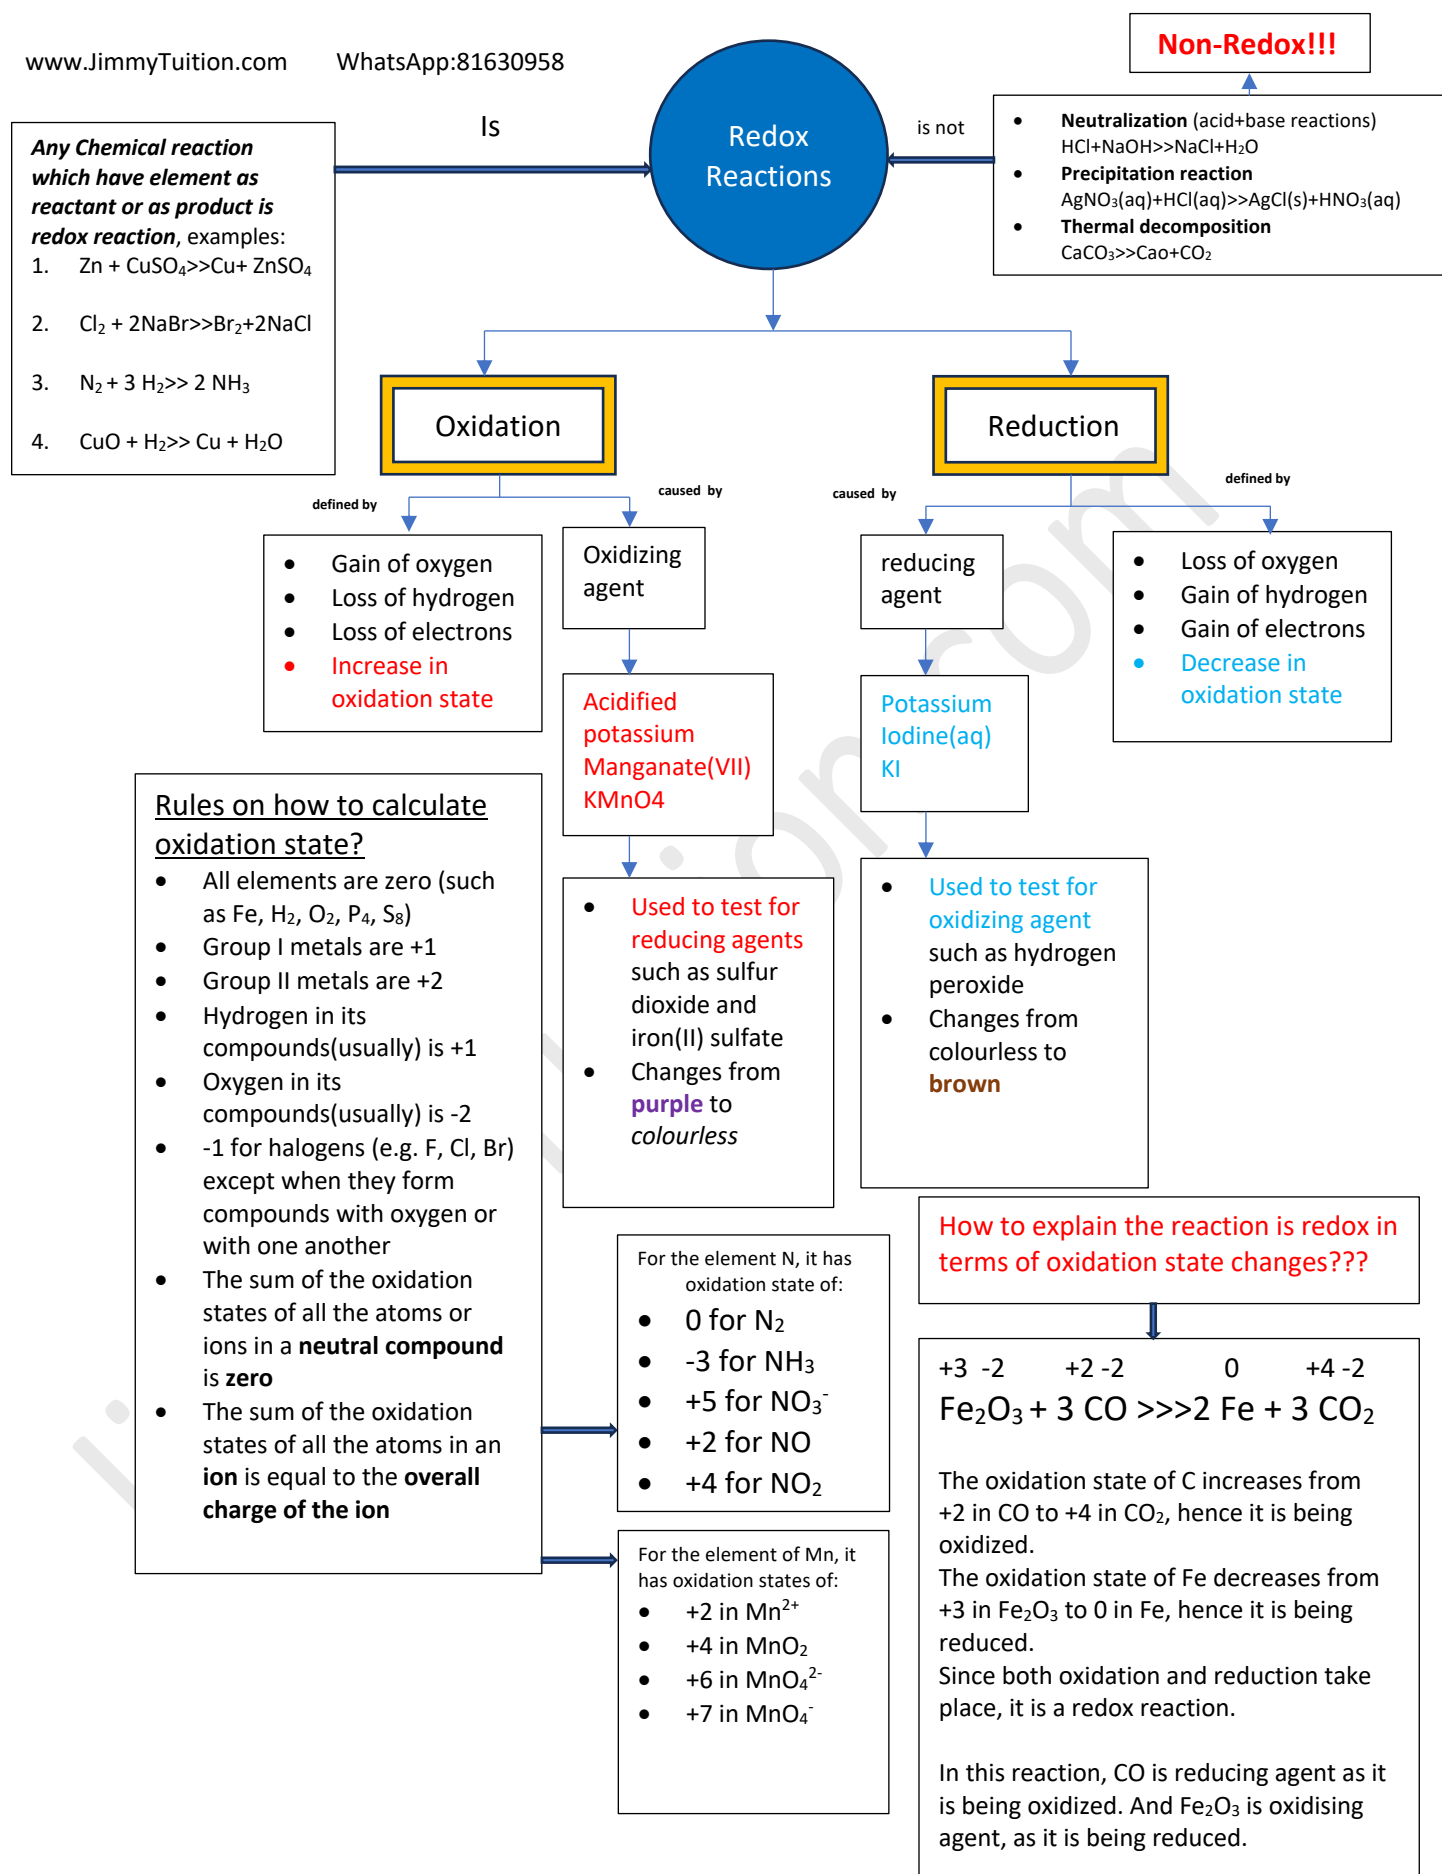 www.JimmyTuition.com WhatsApp:81630958
Non-Redox!!!
Is
Redox
Reactions
is not
Any Chemical reaction
which have element as
reactant or as product is
redox reaction, examples:
1. Zn + CuSO₄>>Cu+ ZnSO₄
2. Cl₂ + 2NaBr>>Br₂+2NaCl
3. N₂ + 3 H₂>> 2 NH₃
4. CuO + H₂>> Cu + H₂O
• Neutralization (acid+base reactions)
HCl+NaOH>>NaCl+H₂O
• Precipitation reaction
AgNO₃(aq)+HCl(aq)>>AgCl(s)+HNO₃(aq)
• Thermal decomposition
CaCO₃>>Cao+CO₂
Oxidation
Reduction
defined by
caused by
caused by
defined by
• Gain of oxygen
• Loss of hydrogen
• Loss of electrons
• Increase in
oxidation state
Oxidizing
agent
reducing
agent
• Loss of oxygen
• Gain of hydrogen
• Gain of electrons
• Decrease in
oxidation state
Acidified
potassium
Manganate(VII)
KMnO4
Potassium
Iodine(aq)
KI
Rules on how to calculate
oxidation state?
• All elements are zero (such
as Fe, H₂, O₂, P₄, S₈)
• Group I metals are +1
• Group II metals are +2
• Hydrogen in its
compounds(usually) is +1
• Oxygen in its
compounds(usually) is -2
• -1 for halogens (e.g. F, Cl, Br)
except when they form
compounds with oxygen or
with one another
• The sum of the oxidation
states of all the atoms or
ions in a neutral compound
is zero
• The sum of the oxidation
states of all the atoms in an
ion is equal to the overall
charge of the ion
• Used to test for
reducing agents
such as sulfur
dioxide and
iron(II) sulfate
• Changes from
purple to
colourless
• Used to test for
oxidizing agent
such as hydrogen
peroxide
• Changes from
colourless to
brown
For the element N, it has
oxidation state of:
• 0 for N₂
• -3 for NH₃
• +5 for NO₃⁻
• +2 for NO
• +4 for NO₂
For the element of Mn, it
has oxidation states of:
• +2 in Mn²⁺
• +4 in MnO₂
• +6 in MnO₄²⁻
• +7 in MnO₄⁻
How to explain the reaction is redox in
terms of oxidation state changes???
+3 -2 +2 -2 0 +4 -2
Fe₂O₃ + 3 CO >>>2 Fe + 3 CO₂
The oxidation state of C increases from
+2 in CO to +4 in CO₂, hence it is being
oxidized.
The oxidation state of Fe decreases from
+3 in Fe₂O₃ to 0 in Fe, hence it is being
reduced.
Since both oxidation and reduction take
place, it is a redox reaction.
In this reaction, CO is reducing agent as it
is being oxidized. And Fe₂O₃ is oxidising
agent, as it is being reduced.